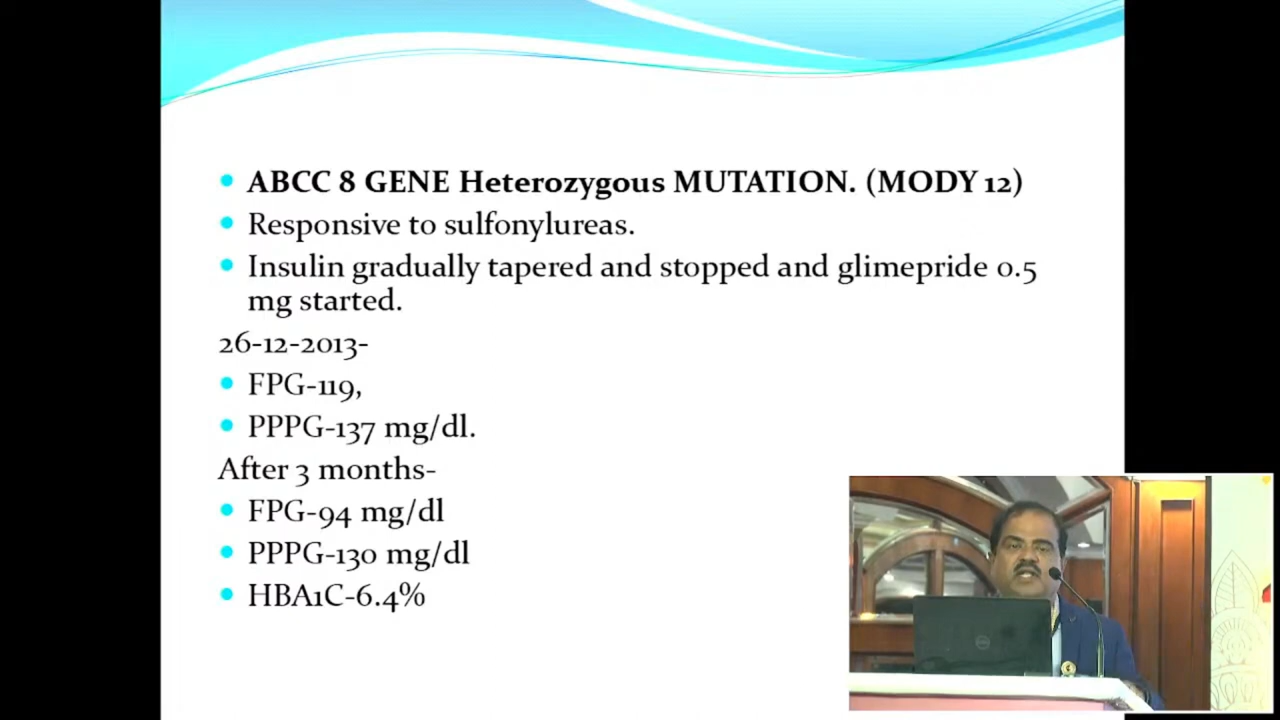 ABCC 8 GENE Heterozygous MUTATION. (MODY 12)
Responsive to sulfonylureas.
Insulin gradually tapered and stopped and glimepride 0.5
mg started.
26-12-2013-
FPG-119,
PPPG-137 mg/dl.
After 3 months-
FPG-94 mg/dl
PPPG-130 mg/dl
HBA1C-6.4%